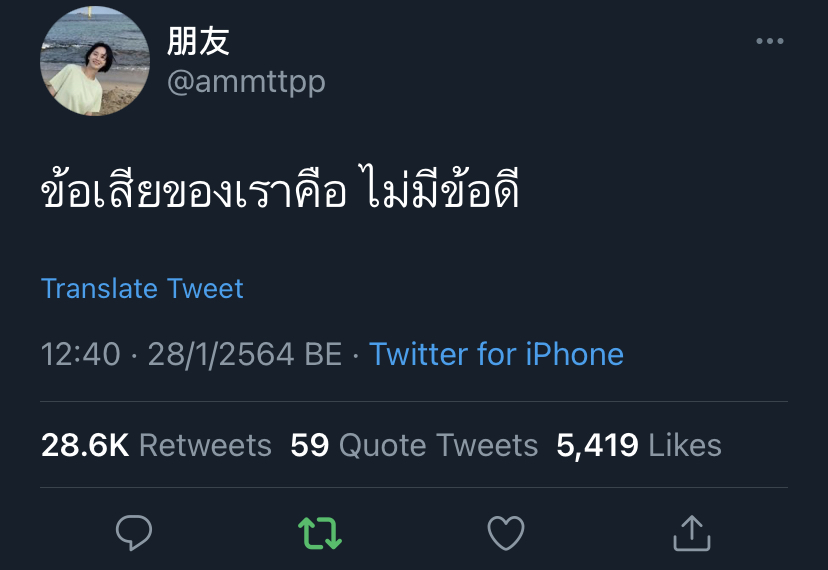 朋友
@ammttpp
ข้อเสียของเราคือ ไม่มีข้อดี
Translate Tweet
12:40 · 28/1/2564 BE · Twitter for iPhone
28.6K Retweets 59 Quote Tweets 5,419 Likes